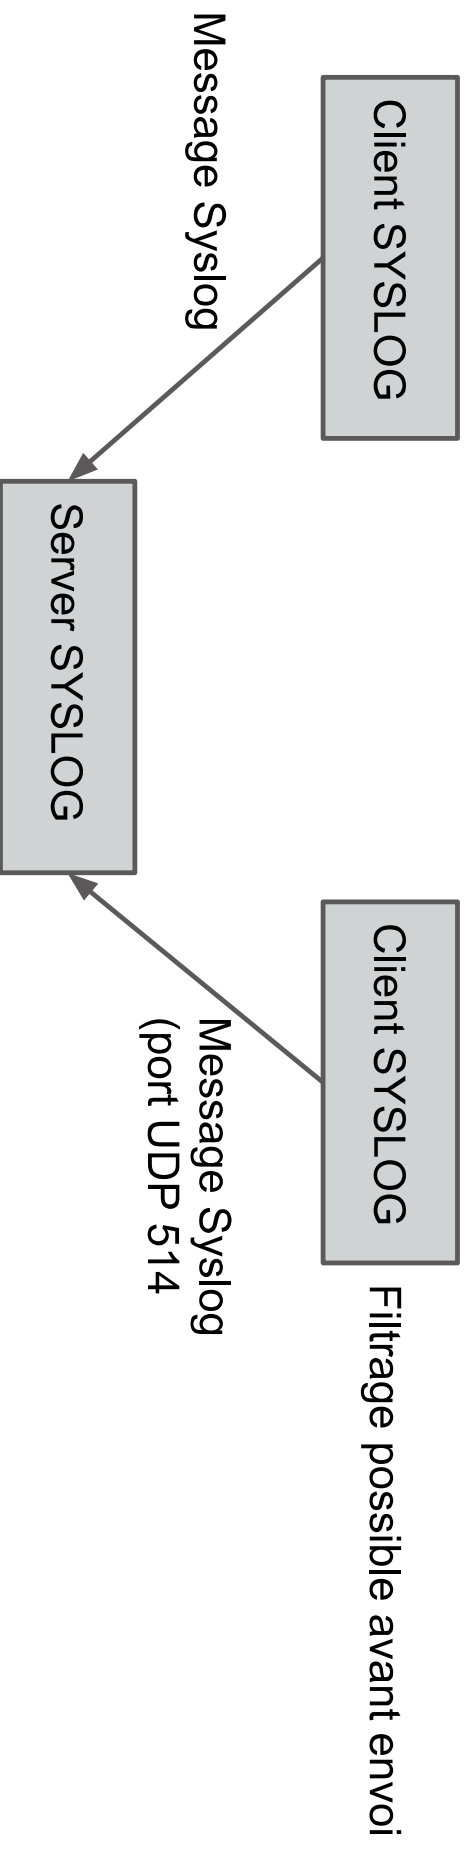 Client SYSLOG
Client SYSLOG
Filtrage possible avant envoi
Message Syslog
Message Syslog
(port UDP 514
Server SYSLOG